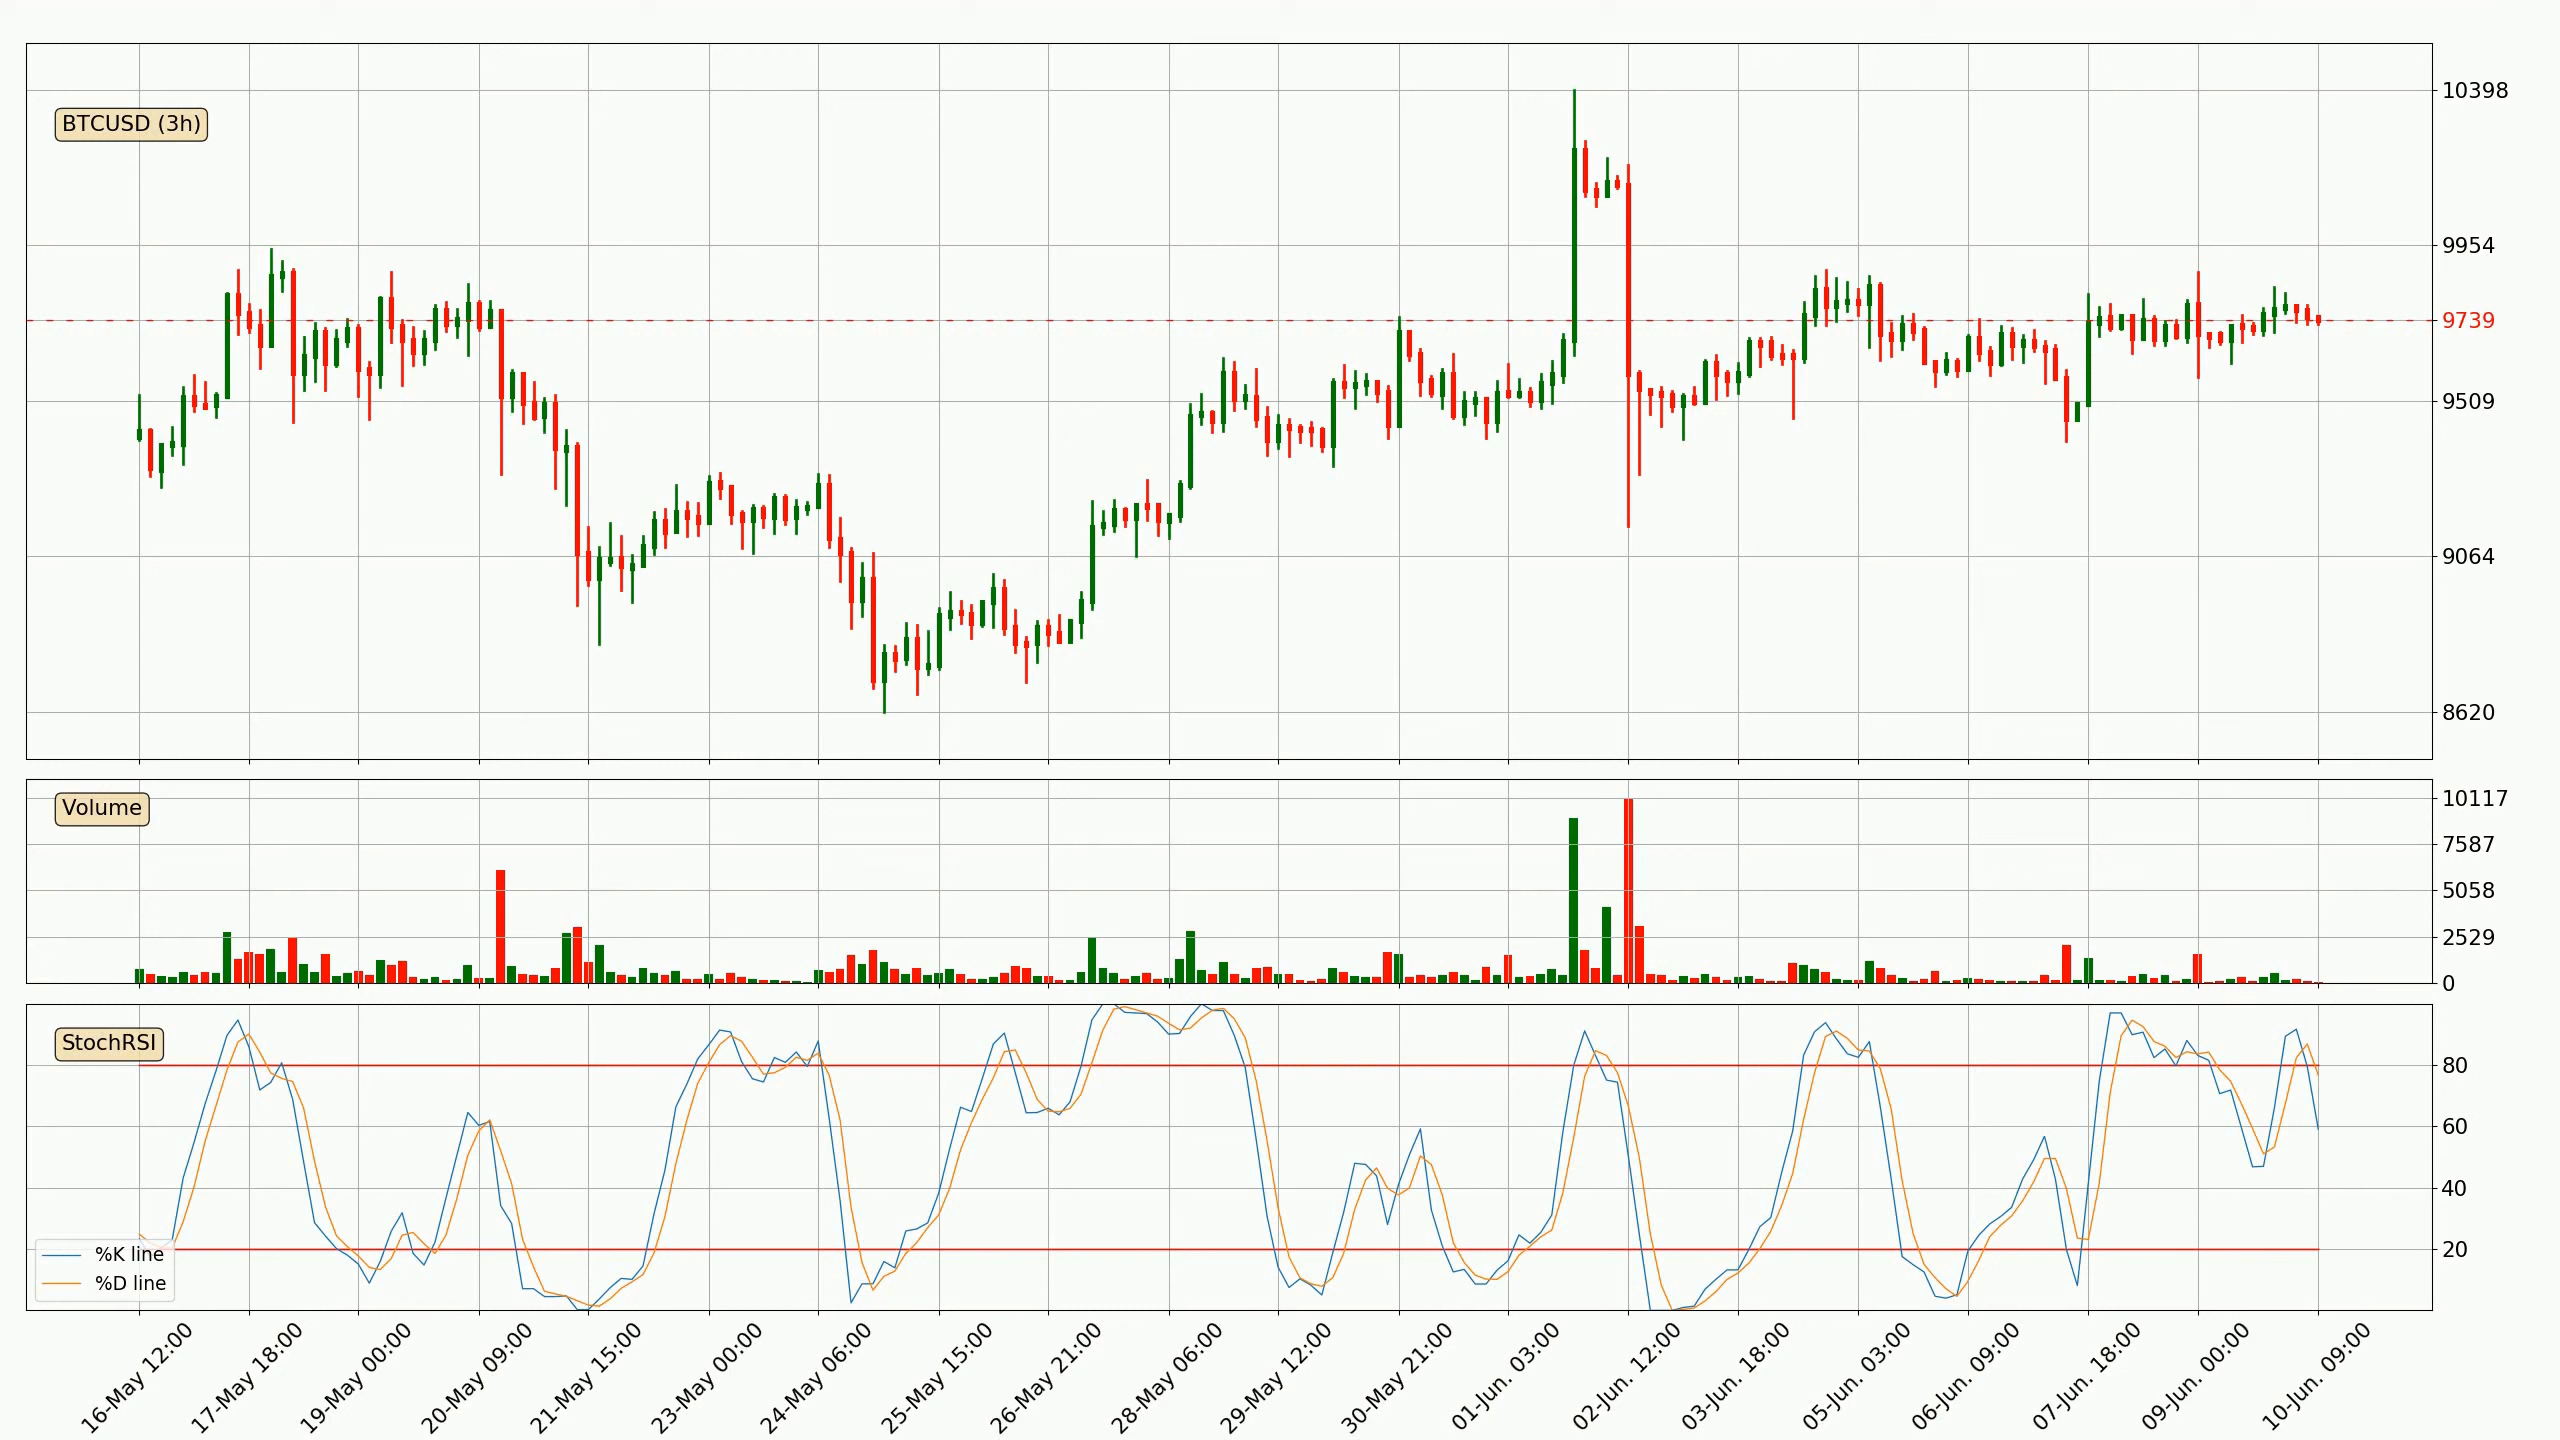 BTCUSD (3h)
10398
9954
9739
9509
9064
8620
Volume
10117
7587
5058
2529
0
StochRSI
80
60
40
20
%K line
%D line
16-May 12:00
17-May 18:00
19-May 00:00
20-May 09:00
21-May 15:00
23-May 00:00
24-May 06:00
25-May 15:00
26-May 21:00
28-May 06:00
29-May 12:00
30-May 21:00
01-Jun. 03:00
02-Jun. 12:00
03-Jun. 18:00
05-Jun. 03:00
06-Jun. 09:00
07-Jun. 18:00
09-Jun. 00:00
10-Jun. 09:00